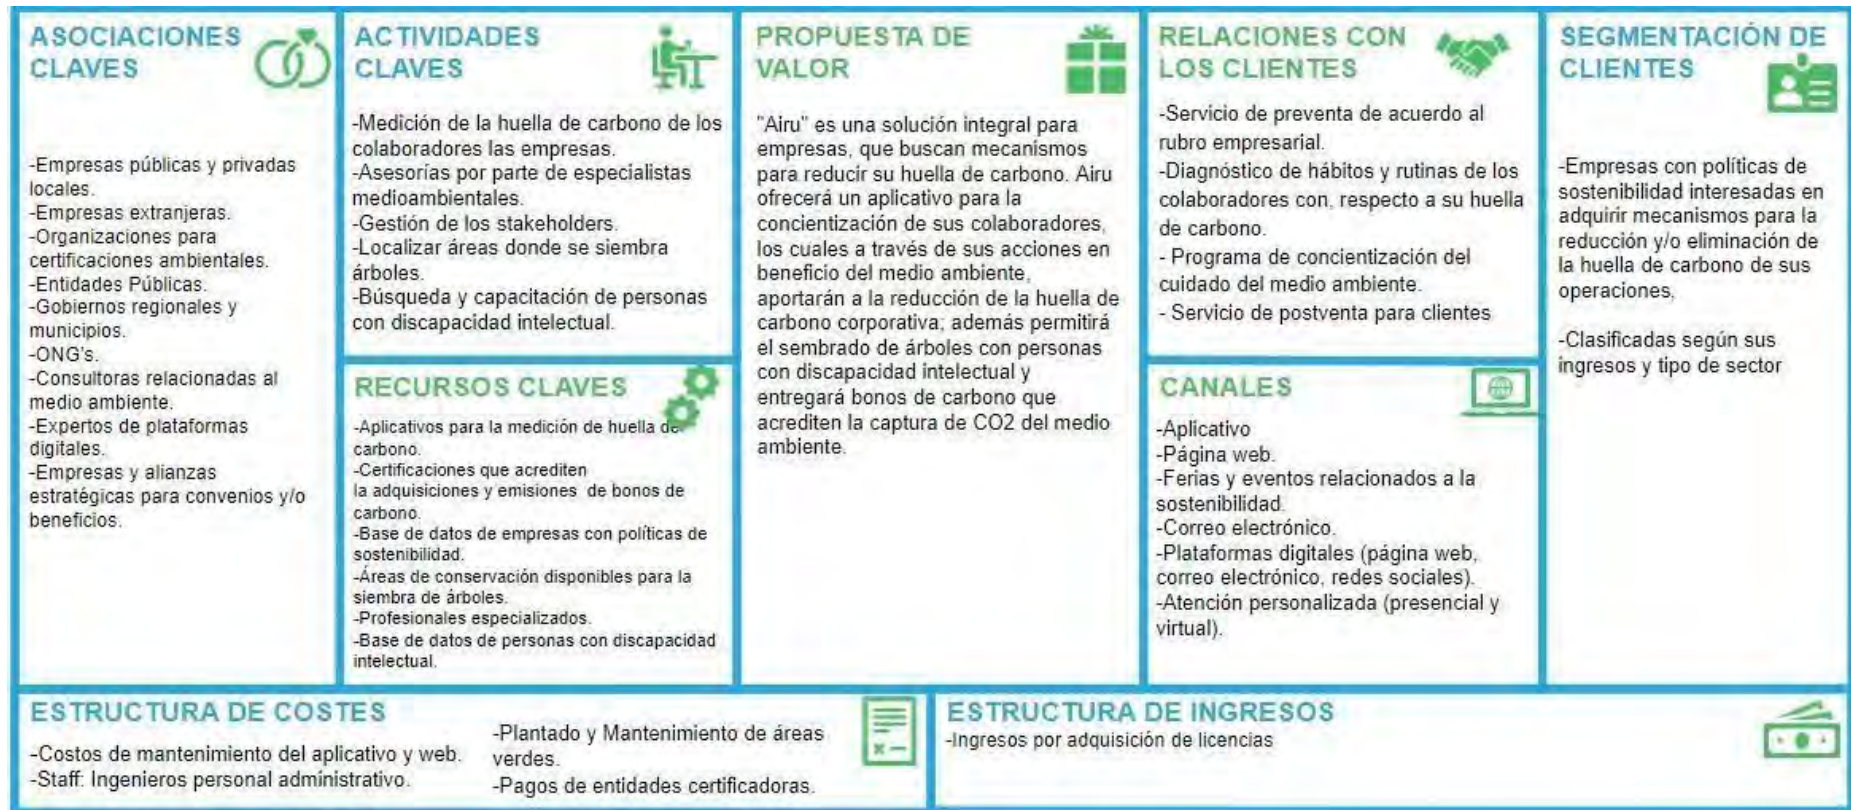 ASOCIACIONES
CLAVES
-Empresas públicas y privadas
locales.
-Empresas extranjeras.
-Organizaciones para
certificaciones ambientales.
-Entidades Públicas.
-Gobiernos regionales y
municipios.
-ONG's.
-Consultoras relacionadas al
medio ambiente.
-Expertos de plataformas
digitales.
-Empresas y alianzas
estratégicas para convenios y/o
beneficios.
ACTIVIDADES
CLAVES
-Medición de la huella de carbono de los
colaboradores las empresas.
-Asesorías por parte de especialistas
medioambientales.
-Gestión de los stakeholders.
-Localizar áreas donde se siembra
árboles.
-Búsqueda y capacitación de personas
con discapacidad intelectual.
RECURSOS CLAVES
-Aplicativos para la medición de huella de
carbono.
-Certificaciones que acrediten
la adquisiciones y emisiones de bonos de
carbono.
-Base de datos de empresas con políticas de
sostenibilidad.
-Áreas de conservación disponibles para la
siembra de árboles.
-Profesionales especializados.
-Base de datos de personas con discapacidad
intelectual.
PROPUESTA DE
VALOR
"Airu" es una solución integral para
empresas, que buscan mecanismos
para reducir su huella de carbono. Airu
ofrecerá un aplicativo para la
concientización de sus colaboradores,
los cuales a través de sus acciones en
beneficio del medio ambiente,
aportarán a la reducción de la huella de
carbono corporativa; además permitirá
el sembrado de árboles con personas
con discapacidad intelectual y
entregará bonos de carbono que
acrediten la captura de CO2 del medio
ambiente.
RELACIONES CON
LOS CLIENTES
-Servicio de preventa de acuerdo al
rubro empresarial.
-Diagnóstico de hábitos y rutinas de los
colaboradores con, respecto a su huella
de carbono.
- Programa de concientización del
cuidado del medio ambiente.
- Servicio de postventa para clientes
CANALES
-Aplicativo
-Página web.
-Ferias y eventos relacionados a la
sostenibilidad.
-Correo electrónico.
-Plataformas digitales (página web,
correo electrónico, redes sociales).
-Atención personalizada (presencial y
virtual).
SEGMENTACIÓN DE
CLIENTES
-Empresas con políticas de
sostenibilidad interesadas en
adquirir mecanismos para la
reducción y/o eliminación de
la huella de carbono de sus
operaciones.
-Clasificadas según sus
ingresos y tipo de sector
ESTRUCTURA DE COSTES
-Costos de mantenimiento del aplicativo y web.
-Staff: Ingenieros personal administrativo.
-Plantado y Mantenimiento de áreas
verdes.
-Pagos de entidades certificadoras.
ESTRUCTURA DE INGRESOS
-Ingresos por adquisición de licencias